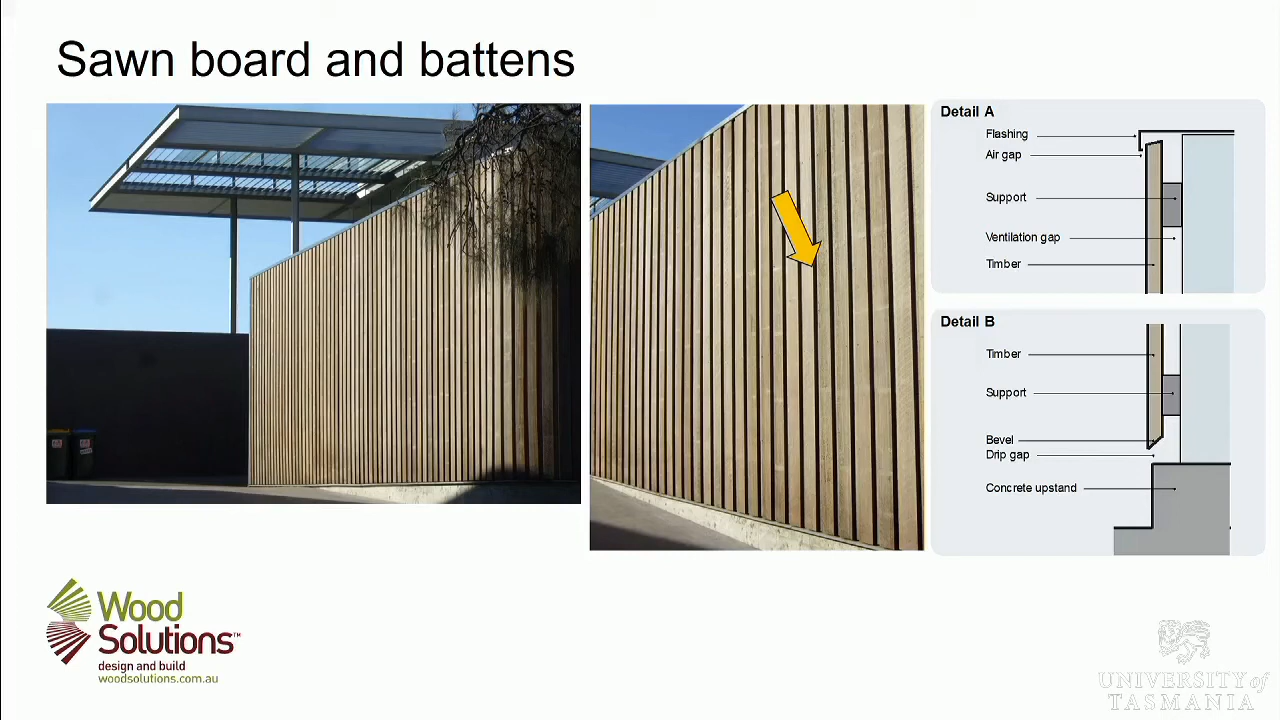 Sawn board and battens
Detail A
Flashing
Air gap
Support
Ventilation gap
Timber
Detail B
Timber
Support
Bevel
Drip gap
Concrete upstand
Wood
Solutions™
design and build
woodsolutions.com.au
UNIVERSITY of
TASMANIA